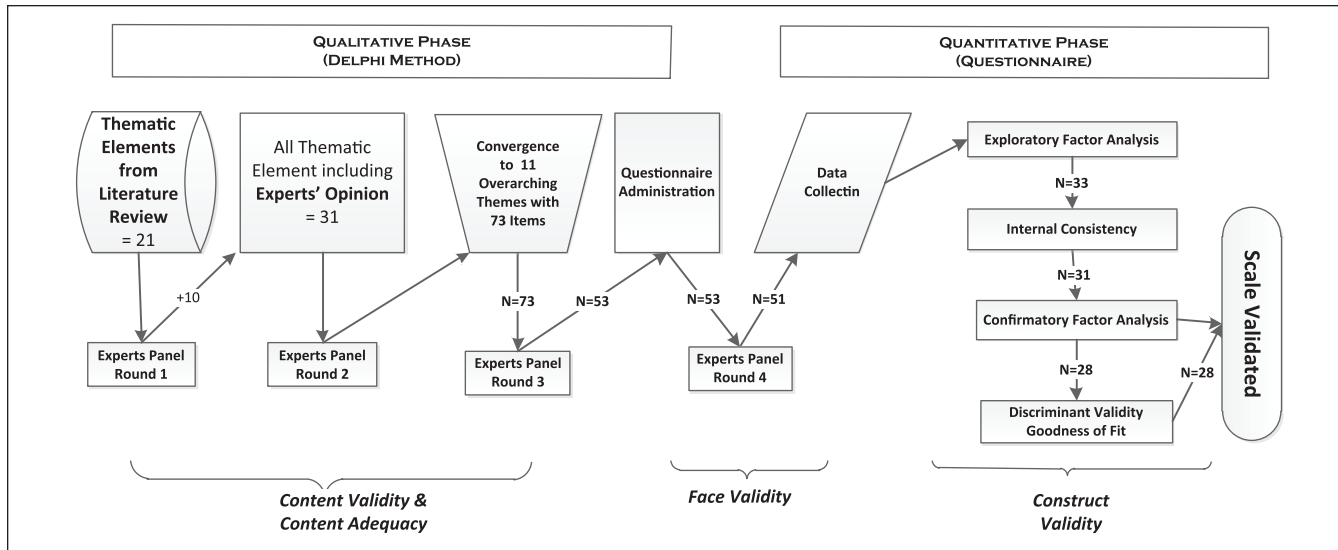 QUALITATIVE PHASE
(DELPHI METHOD)
QUANTITATIVE PHASE
(QUESTIONNAIRE)
Thematic
Elements
from
Literature
Review
= 21
All Thematic
Element including
Experts' Opinion
= 31
Convergence
to 11
Overarching
Themes with
73 Items
Questionnaire
Administration
Data
Collectin
Exploratory Factor Analysis
N=33
Internal Consistency
N=31
Confirmatory Factor Analysis
N=28
Discriminant Validity
Goodness of Fit
N=28
Scale Validated
+10
N=73
N=53
N=53
N=51
Experts Panel
Round 1
Experts Panel
Round 2
Experts Panel
Round 3
Experts Panel
Round 4
Content Validity &
Content Adequacy
Face Validity
Construct
Validity